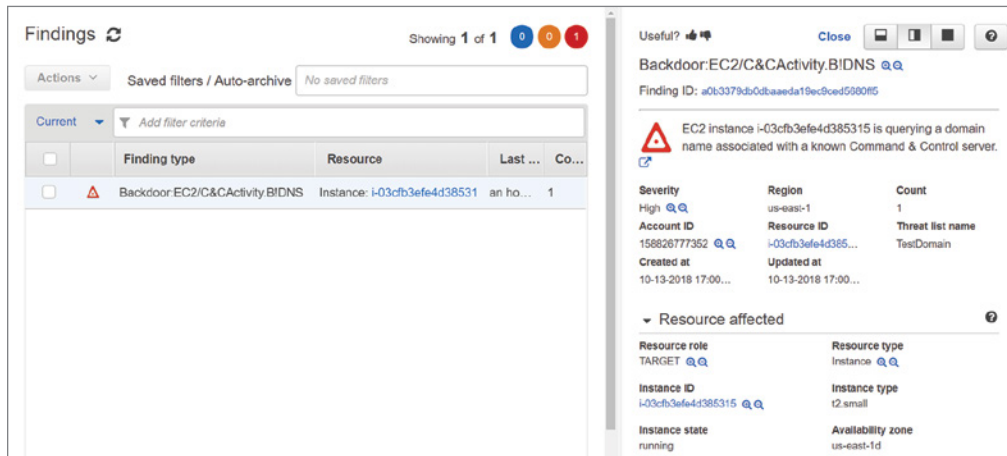 Findings
Showing 1 of 1 0 0 1
Actions
Saved filters / Auto-archive No saved filters
Current Add filter criteria
Finding type Resource Last ... Co...
Backdoor:EC2/C&CActivity.B!DNS Instance: i-03cfb3efe4d38531 an ho... 1
Useful? Close
Backdoor:EC2/C&CActivity.B!DNS
Finding ID: a0b3379db0dbaaeda19ec9ced5680ff5
EC2 instance i-03cfb3efe4d385315 is querying a domain
name associated with a known Command & Control server.
Severity Region Count
High us-east-1 1
Account ID Resource ID Threat list name
158826777352 i-03cfb3efe4d385... TestDomain
Created at Updated at
10-13-2018 17:00... 10-13-2018 17:00...
Resource affected
Resource role Resource type
TARGET Instance
Instance ID Instance type
i-03cfb3efe4d385315 t2.small
Instance state Availability zone
running us-east-1d